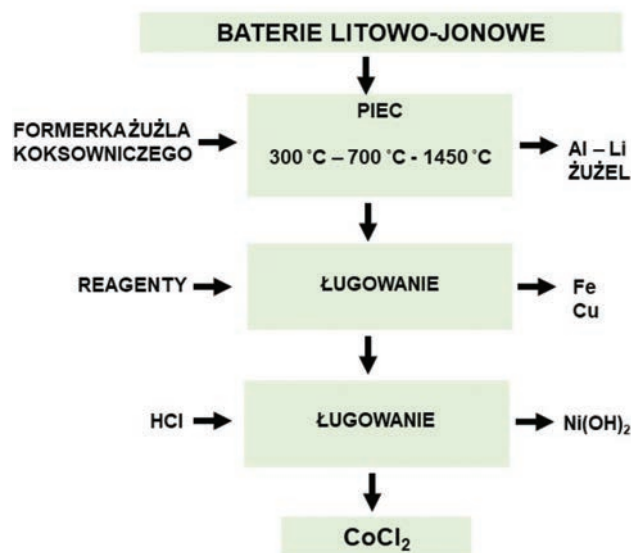 BATERIE LITOWO-JONOWE
PIEC
FORMERKA ŻUŻLA
KOKSOWNICZEGO
300 °C – 700 °C - 1450 °C
Al – Li
ŻUŻEL
REAGENTY
ŁUGOWANIE
Fe
Cu
HCl
ŁUGOWANIE
Ni(OH)₂
CoCl₂